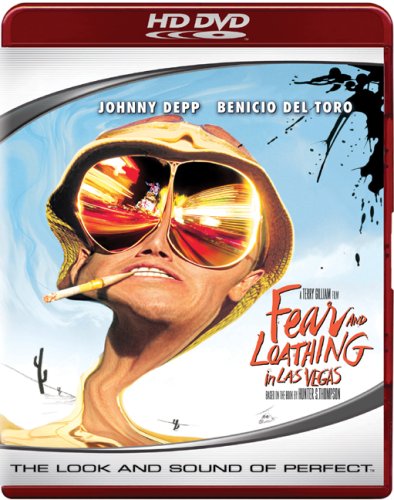 HD DVD
JOHNNY DEPP BENICIO DEL TORO
A TERRY GILLIAM FILM
Fear AND
LOATHING
in LAS VEGAS
BASED ON THE BOOK BY HUNTER S. THOMPSON
THE LOOK AND SOUND OF PERFECT.